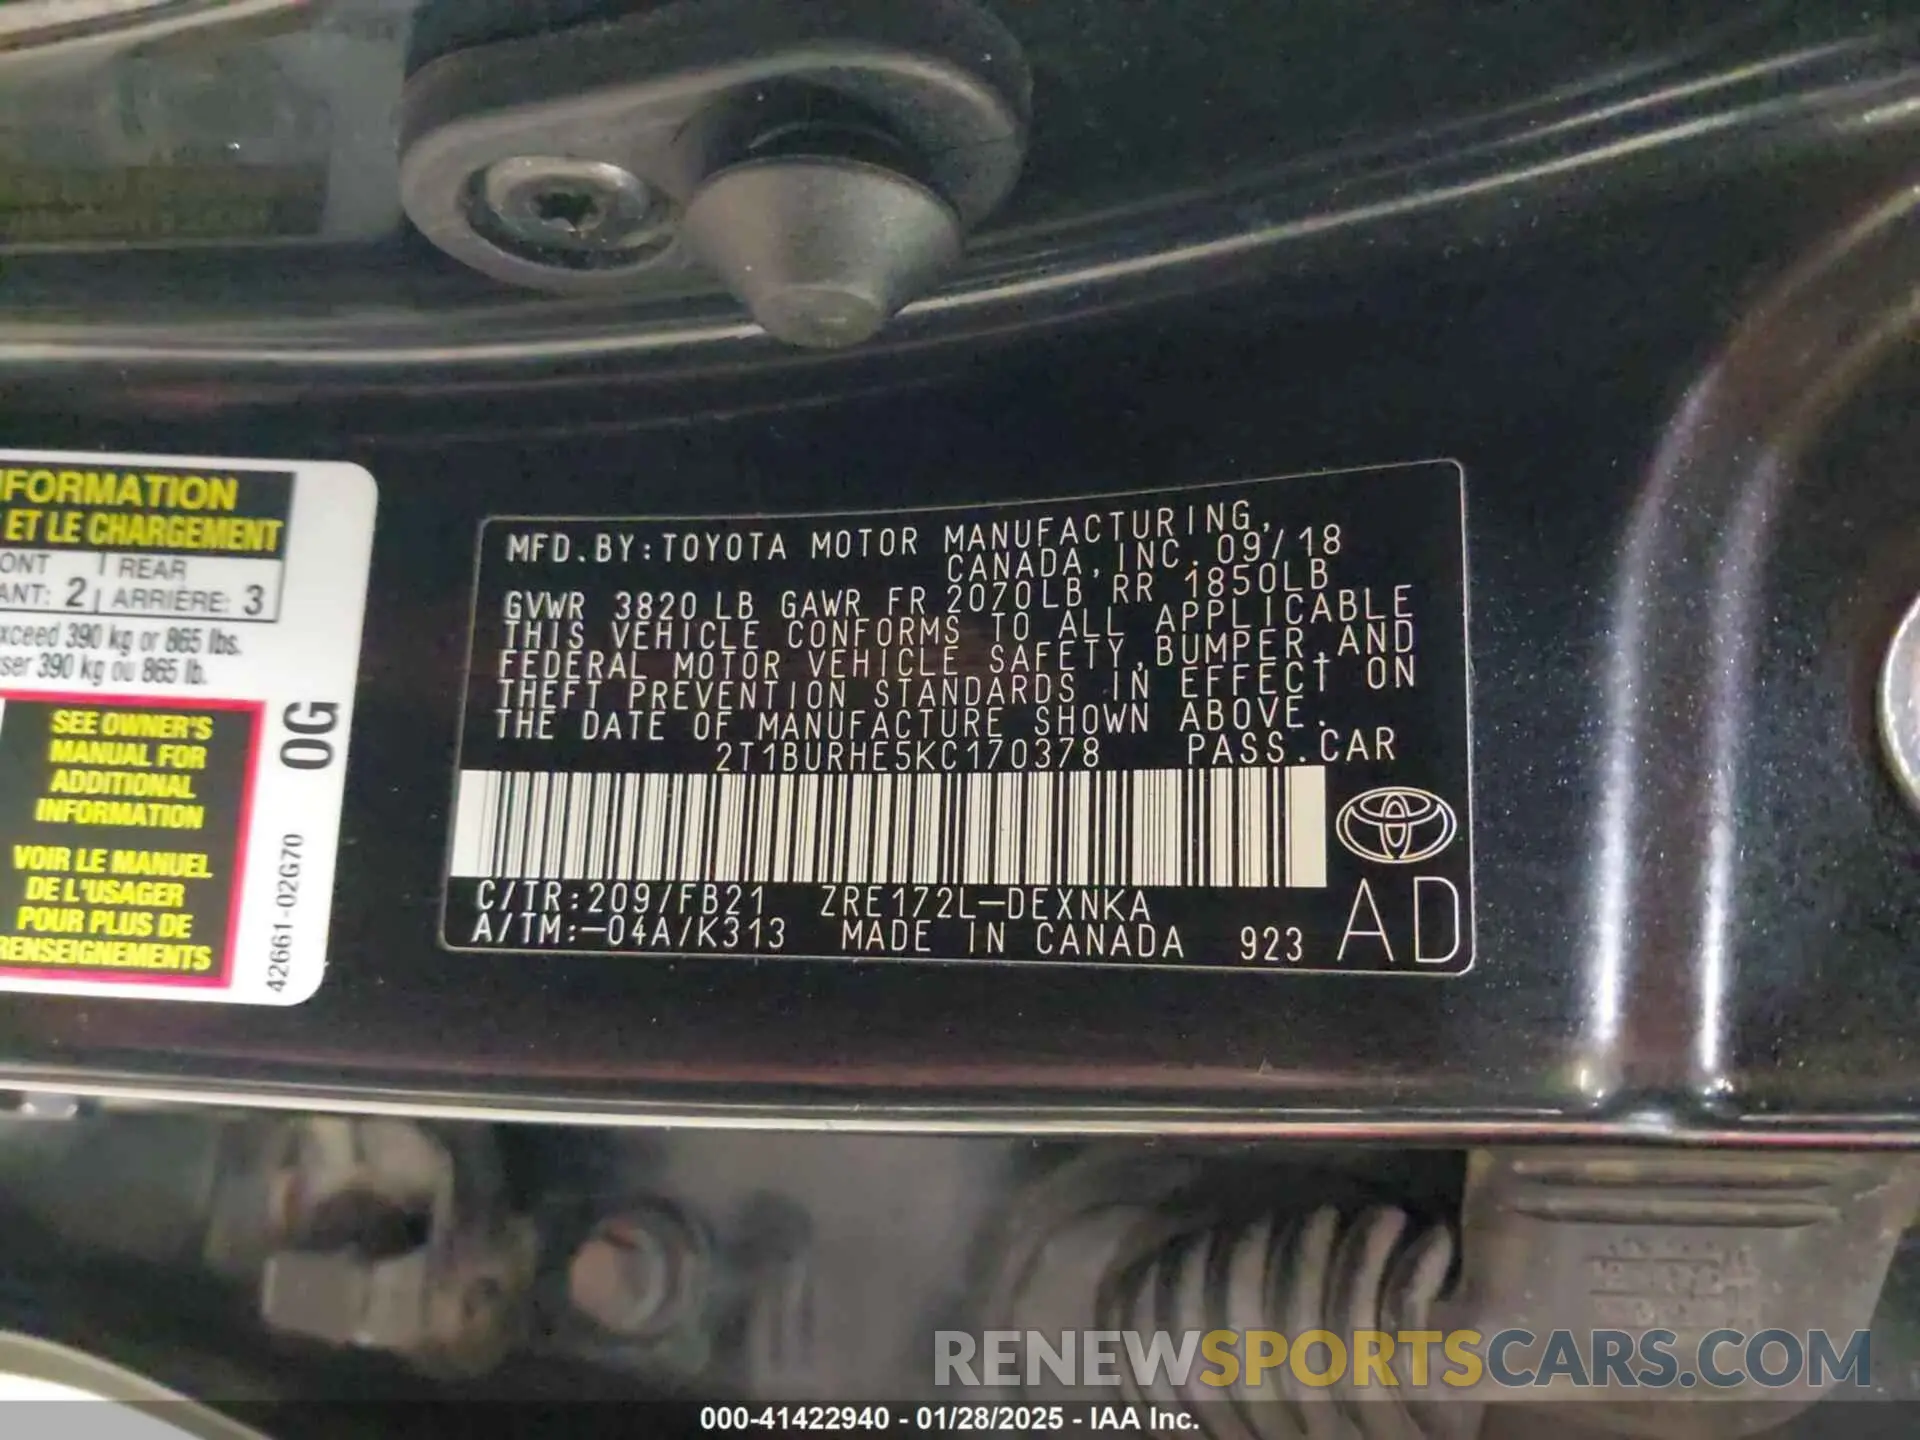 FORMATION
ET LE CHARGEMENT
ONT REAR
ANT: 2 ARRIÈRE: 3
xceed 390 kg or 865 lbs.
ser 390 kg ou 865 lb.
SEE OWNER'S
MANUAL FOR
ADDITIONAL
INFORMATION
VOIR LE MANUEL
DE L'USAGER
POUR PLUS DE
RENSEIGNEMENTS
0G
42661-02G70
MFD.BY:TOYOTA MOTOR MANUFACTURING,
CANADA, INC. 09/18
GVWR 3820LB GAWR FR 2070LB RR 1850LB
THIS VEHICLE CONFORMS TO ALL APPLICABLE
FEDERAL MOTOR VEHICLE SAFETY, BUMPER, AND
THEFT PREVENTION STANDARDS IN EFFECT ON
THE DATE OF MANUFACTURE SHOWN ABOVE.
2T1BURHE5KC170378 PASS.CAR
C/TR:209/FB21 ZRE172L-DEXNKA
A/TM:-04A/K313 MADE IN CANADA 923
AD
RENEWSPORTSCARS.COM
000-41422940 - 01/28/2025 - IAA Inc.